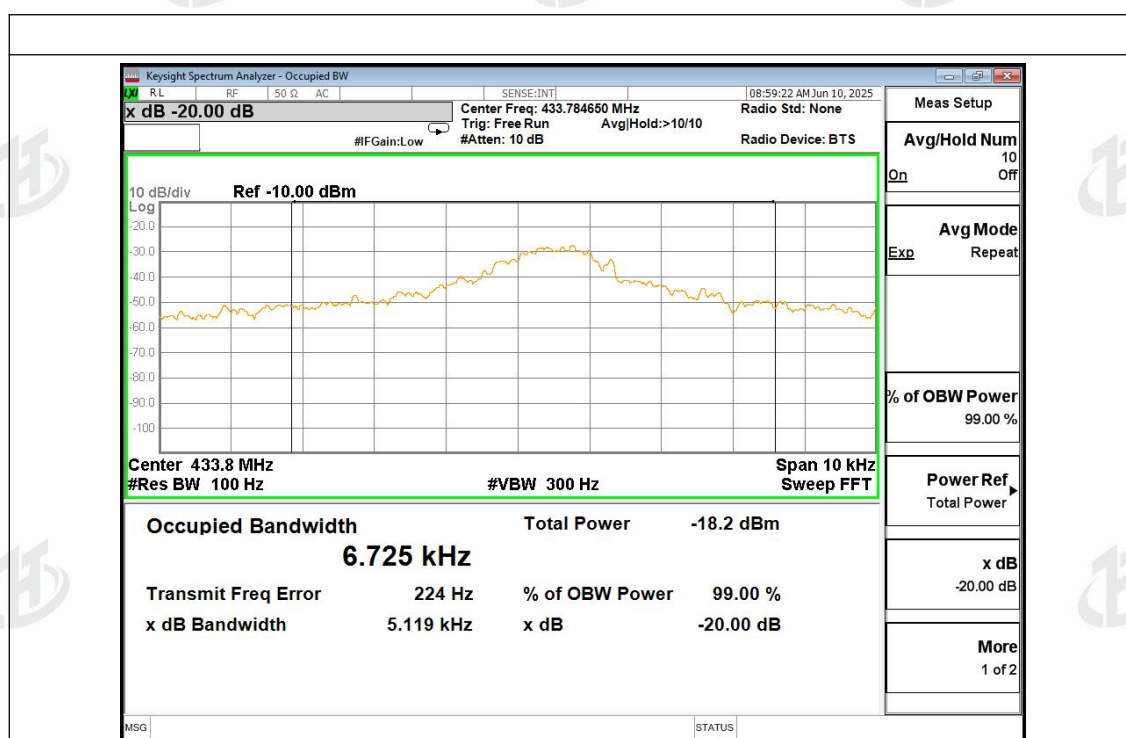 Keysight Spectrum Analyzer - Occupied BW
LXI RL RF 50 Ω AC SENSE:INT 08:59:22 AM Jun 10, 2025
x dB -20.00 dB
Center Freq: 433.784650 MHz Radio Std: None
Trig: Free Run Avg|Hold:>10/10
#IFGain:Low #Atten: 10 dB Radio Device: BTS
10 dB/div Ref -10.00 dBm
Log
-20.0
-30.0
-40.0
-50.0
-60.0
-70.0
-80.0
-90.0
-100
Center 433.8 MHz Span 10 kHz
#Res BW 100 Hz #VBW 300 Hz Sweep FFT
Occupied Bandwidth Total Power -18.2 dBm
6.725 kHz
Transmit Freq Error 224 Hz % of OBW Power 99.00 %
x dB Bandwidth 5.119 kHz x dB -20.00 dB
MSG STATUS
Meas Setup
Avg/Hold Num
10
On Off
Avg Mode
Exp Repeat
% of OBW Power
99.00 %
Power Ref
Total Power
x dB
-20.00 dB
More
1 of 2